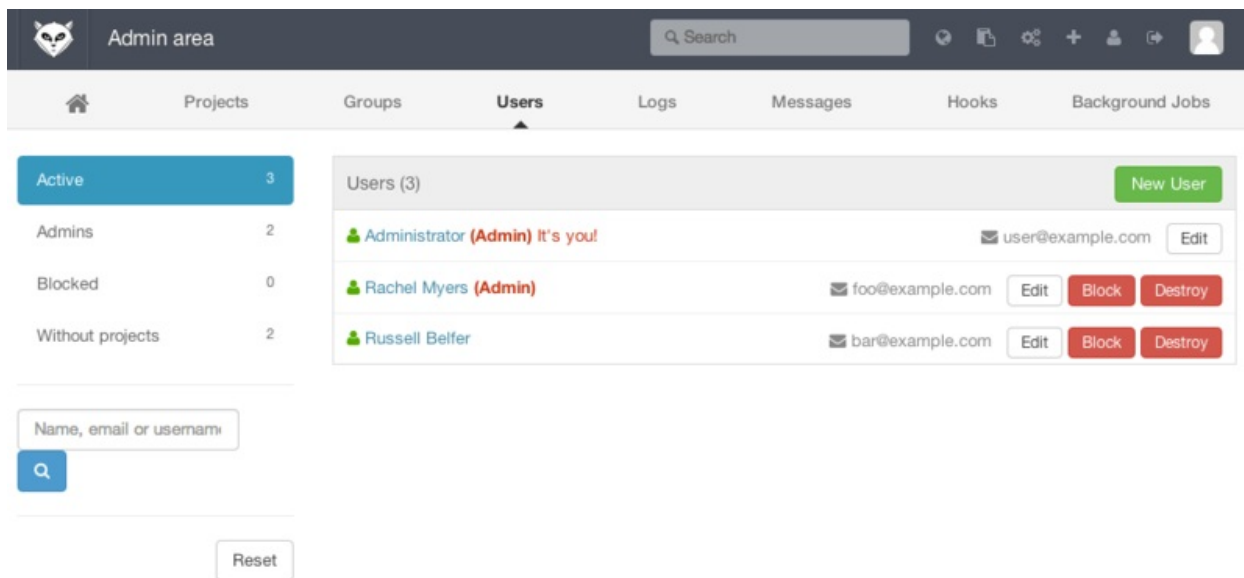 Admin area
Search
Projects Groups Users Logs Messages Hooks Background Jobs
Active 3
Admins 2
Blocked 0
Without projects 2
Name, email or usernam
Reset
Users (3) New User
Administrator (Admin) It's you! user@example.com Edit
Rachel Myers (Admin) foo@example.com Edit Block Destroy
Russell Belfer bar@example.com Edit Block Destroy